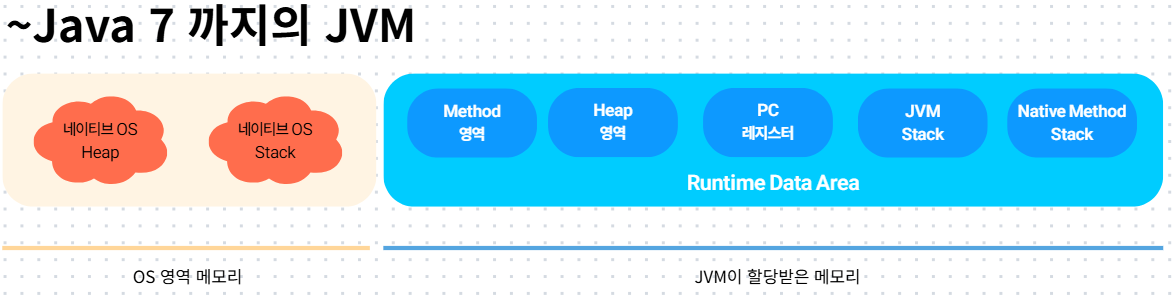 ~Java 7 까지의 JVM
네이티브 OS
Heap
네이티브 OS
Stack
Method
영역
Heap
영역
PC
레지스터
JVM
Stack
Native Method
Stack
Runtime Data Area
OS 영역 메모리
JVM이 할당받은 메모리